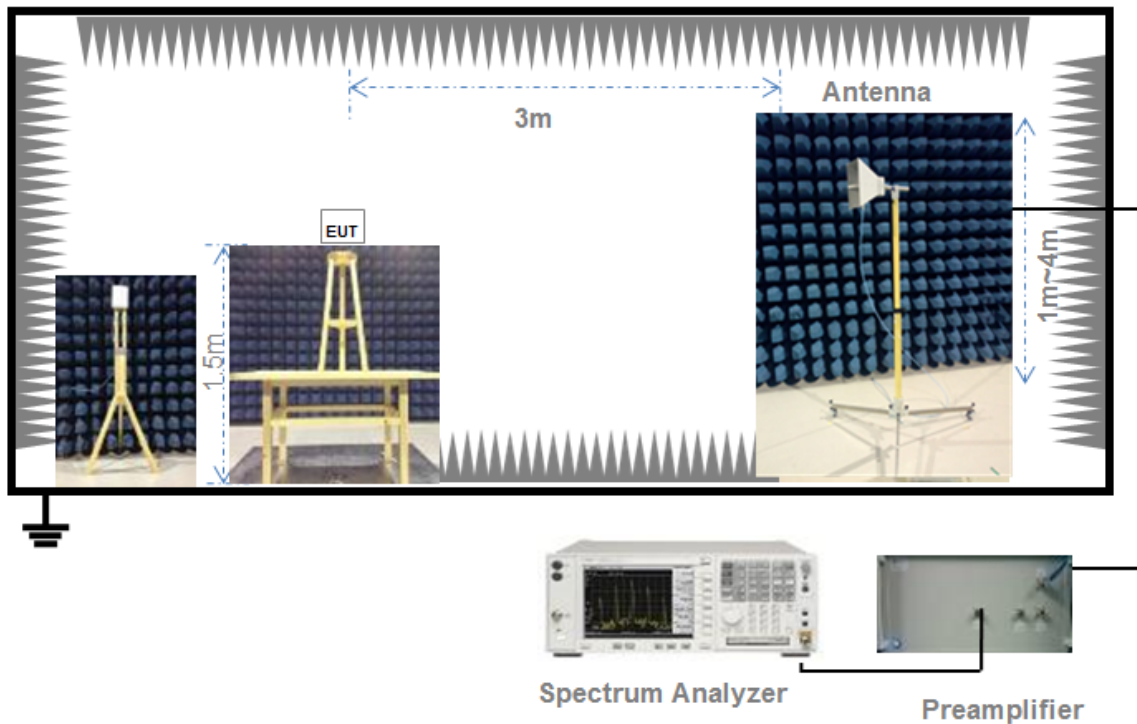 Antenna
3m
EUT
1.5m
1m~4m
Spectrum Analyzer
Preamplifier